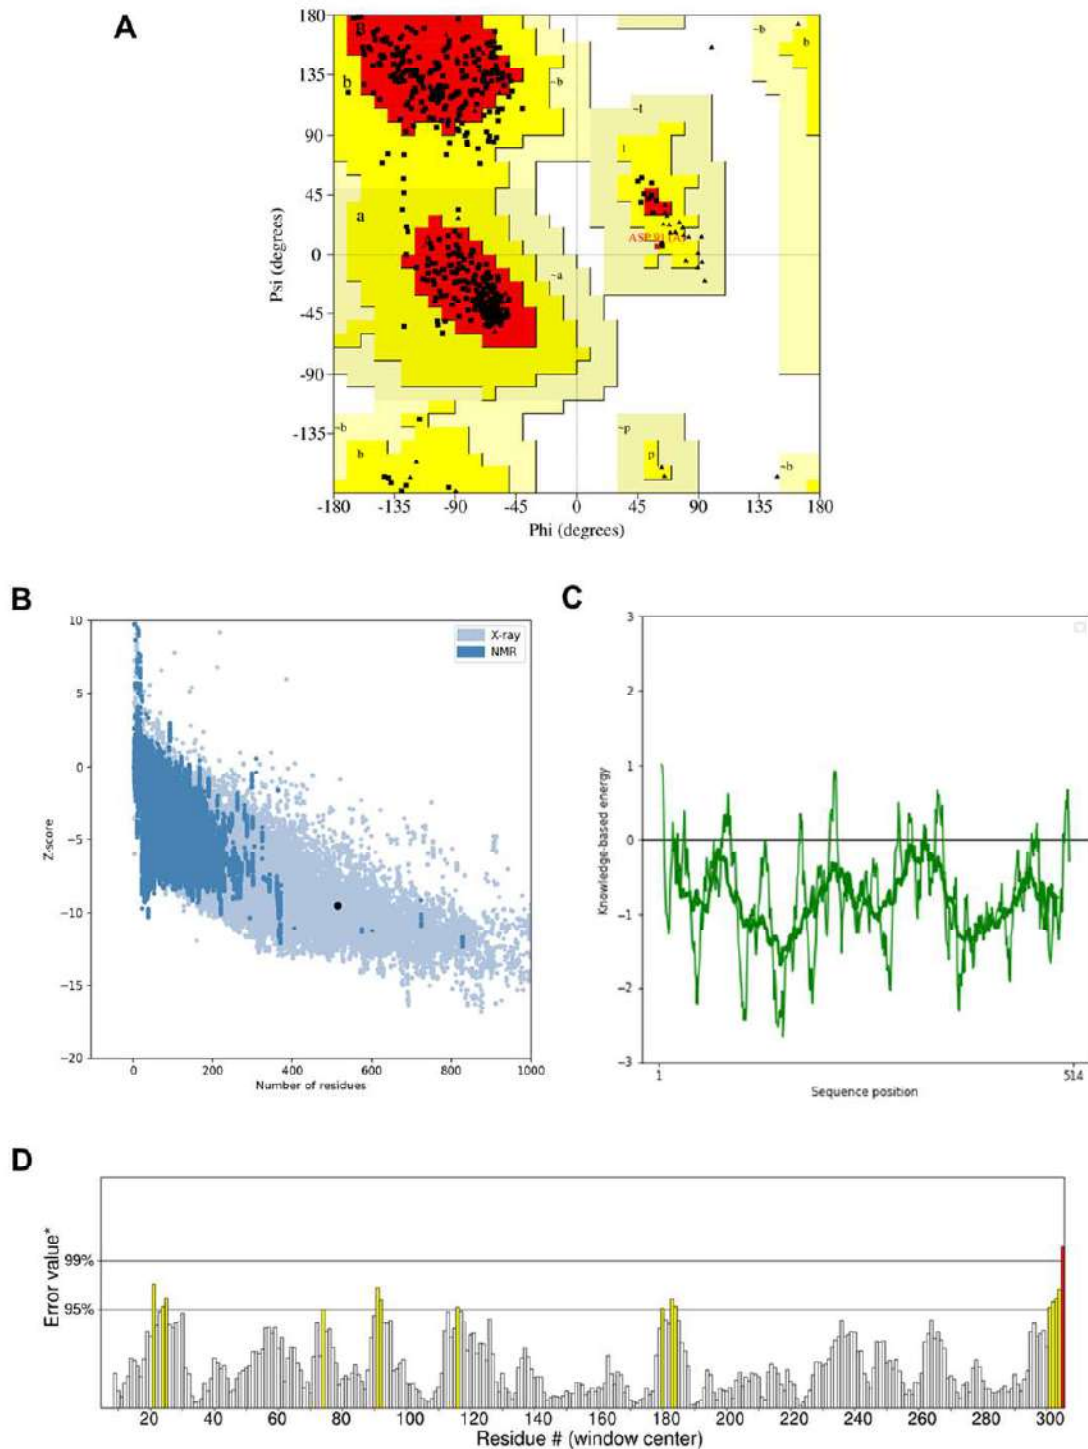 A
180
135
90
45
0
-45
-90
-135
Psi (degrees)
B
b
a
b
~b
~a
~b
~l
l
~b
b
~p
p
~b
-180 -135 -90 -45 0 45 90 135 180
Phi (degrees)
B
10
5
0
−5
−10
−15
−20
Z-score
X-ray
NMR
0 200 400 600 800 1000
Number of residues
C
3
2
1
0
−1
−2
−3
Knowledge-based energy
1 514
Sequence position
D
Error value*
99%
95%
20 40 60 80 100 120 140 160 180 200 220 240 260 280 300
Residue # (window center)